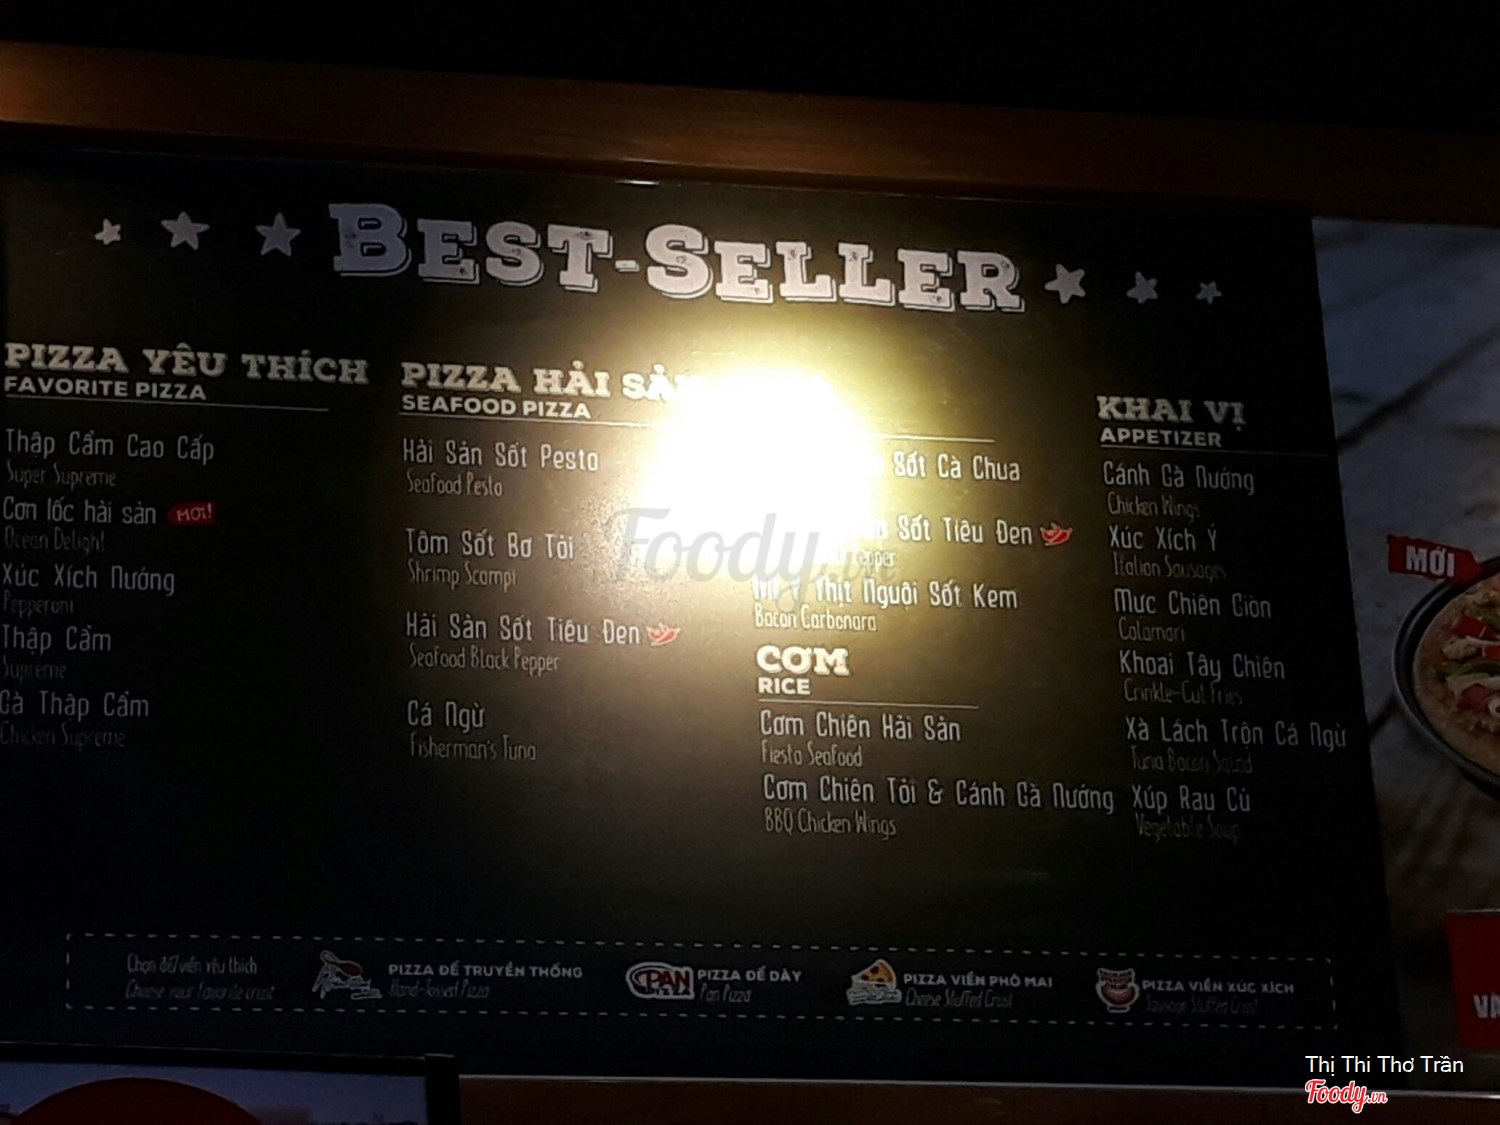 BEST-SELLER
PIZZA YÊU THÍCH
FAVORITE PIZZA
Thập Cẩm Cao Cấp
Super Supreme
Cơn lốc hải sản MỚI!
Ocean Delight
Xúc Xích Nướng
Pepperoni
Thập Cẩm
Supreme
Gà Thập Cẩm
Chicken Supreme
PIZZA HẢI SẢN
SEAFOOD PIZZA
Hải Sản Sốt Pesto
Seafood Pesto
Tôm Sốt Bơ Tỏi
Shrimp Scampi
Hải Sản Sốt Tiêu Đen
Seafood Black Pepper
Cá Ngừ
Fisherman's Tuna
Sốt Cà Chua
Sốt Tiêu Đen
Pepper
Mì Ý Thịt Nguội Sốt Kem
Bacon Carbonara
CƠM
RICE
Cơm Chiên Hải Sản
Fiesta Seafood
Cơm Chiên Tỏi & Cánh Gà Nướng
BBQ Chicken Wings
KHAI VỊ
APPETIZER
Cánh Gà Nướng
Chicken Wings
Xúc Xích Ý
Italian Sausages
Mực Chiên Giòn
Calamari
Khoai Tây Chiên
Crinkle-Cut Fries
Xà Lách Trộn Cá Ngừ
Tuna Bacon Salad
Xúp Rau Củ
Vegetable Soup
MỚI
Chọn đế/viền yêu thích
Choose your favorite crust
PIZZA ĐẾ TRUYỀN THỐNG
Hand-Tossed Pizza
PAN PIZZA
PIZZA ĐẾ DÀY
Pan Pizza
PIZZA VIỀN PHÔ MAI
Cheese Stuffed Crust
PIZZA VIỀN XÚC XÍCH
Sausage Stuffed Crust
Foody.vn
Thị Thi Thơ Trần
Foody.vn